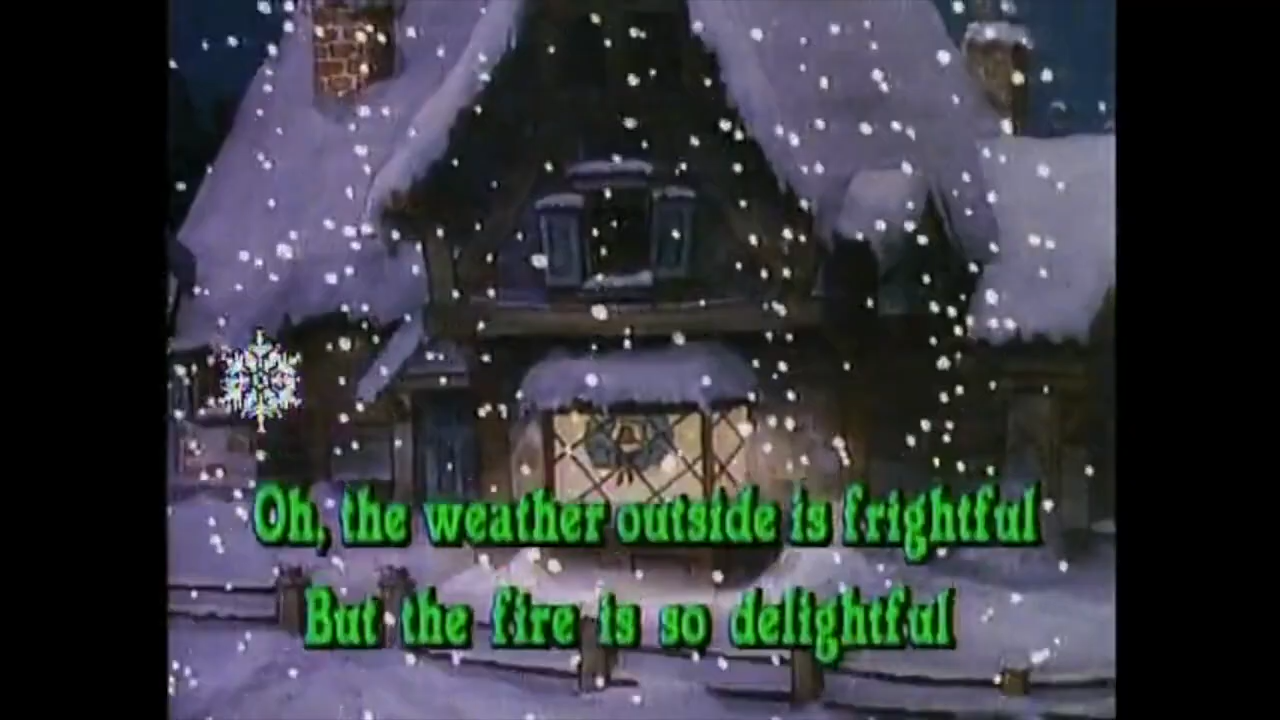 Oh, the weather outside is frightful
But the fire is so delightful